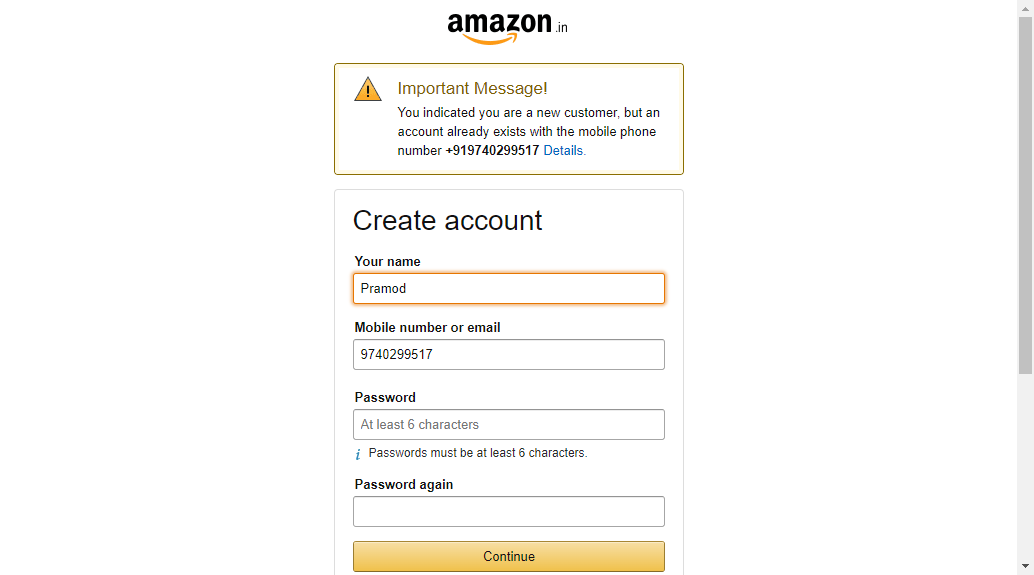 amazon.in
Important Message!
You indicated you are a new customer, but an
account already exists with the mobile phone
number +919740299517 Details.
Create account
Your name
Pramod
Mobile number or email
9740299517
Password
At least 6 characters
i Passwords must be at least 6 characters.
Password again
Continue